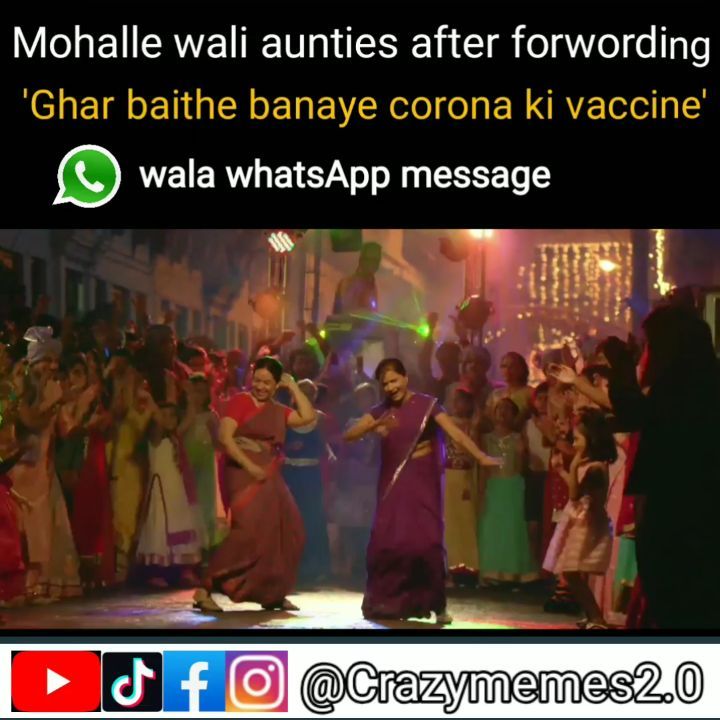 Mohalle wali aunties after forwording
'Ghar baithe banaye corona ki vaccine'
wala whatsApp message
@Crazymemes2.0